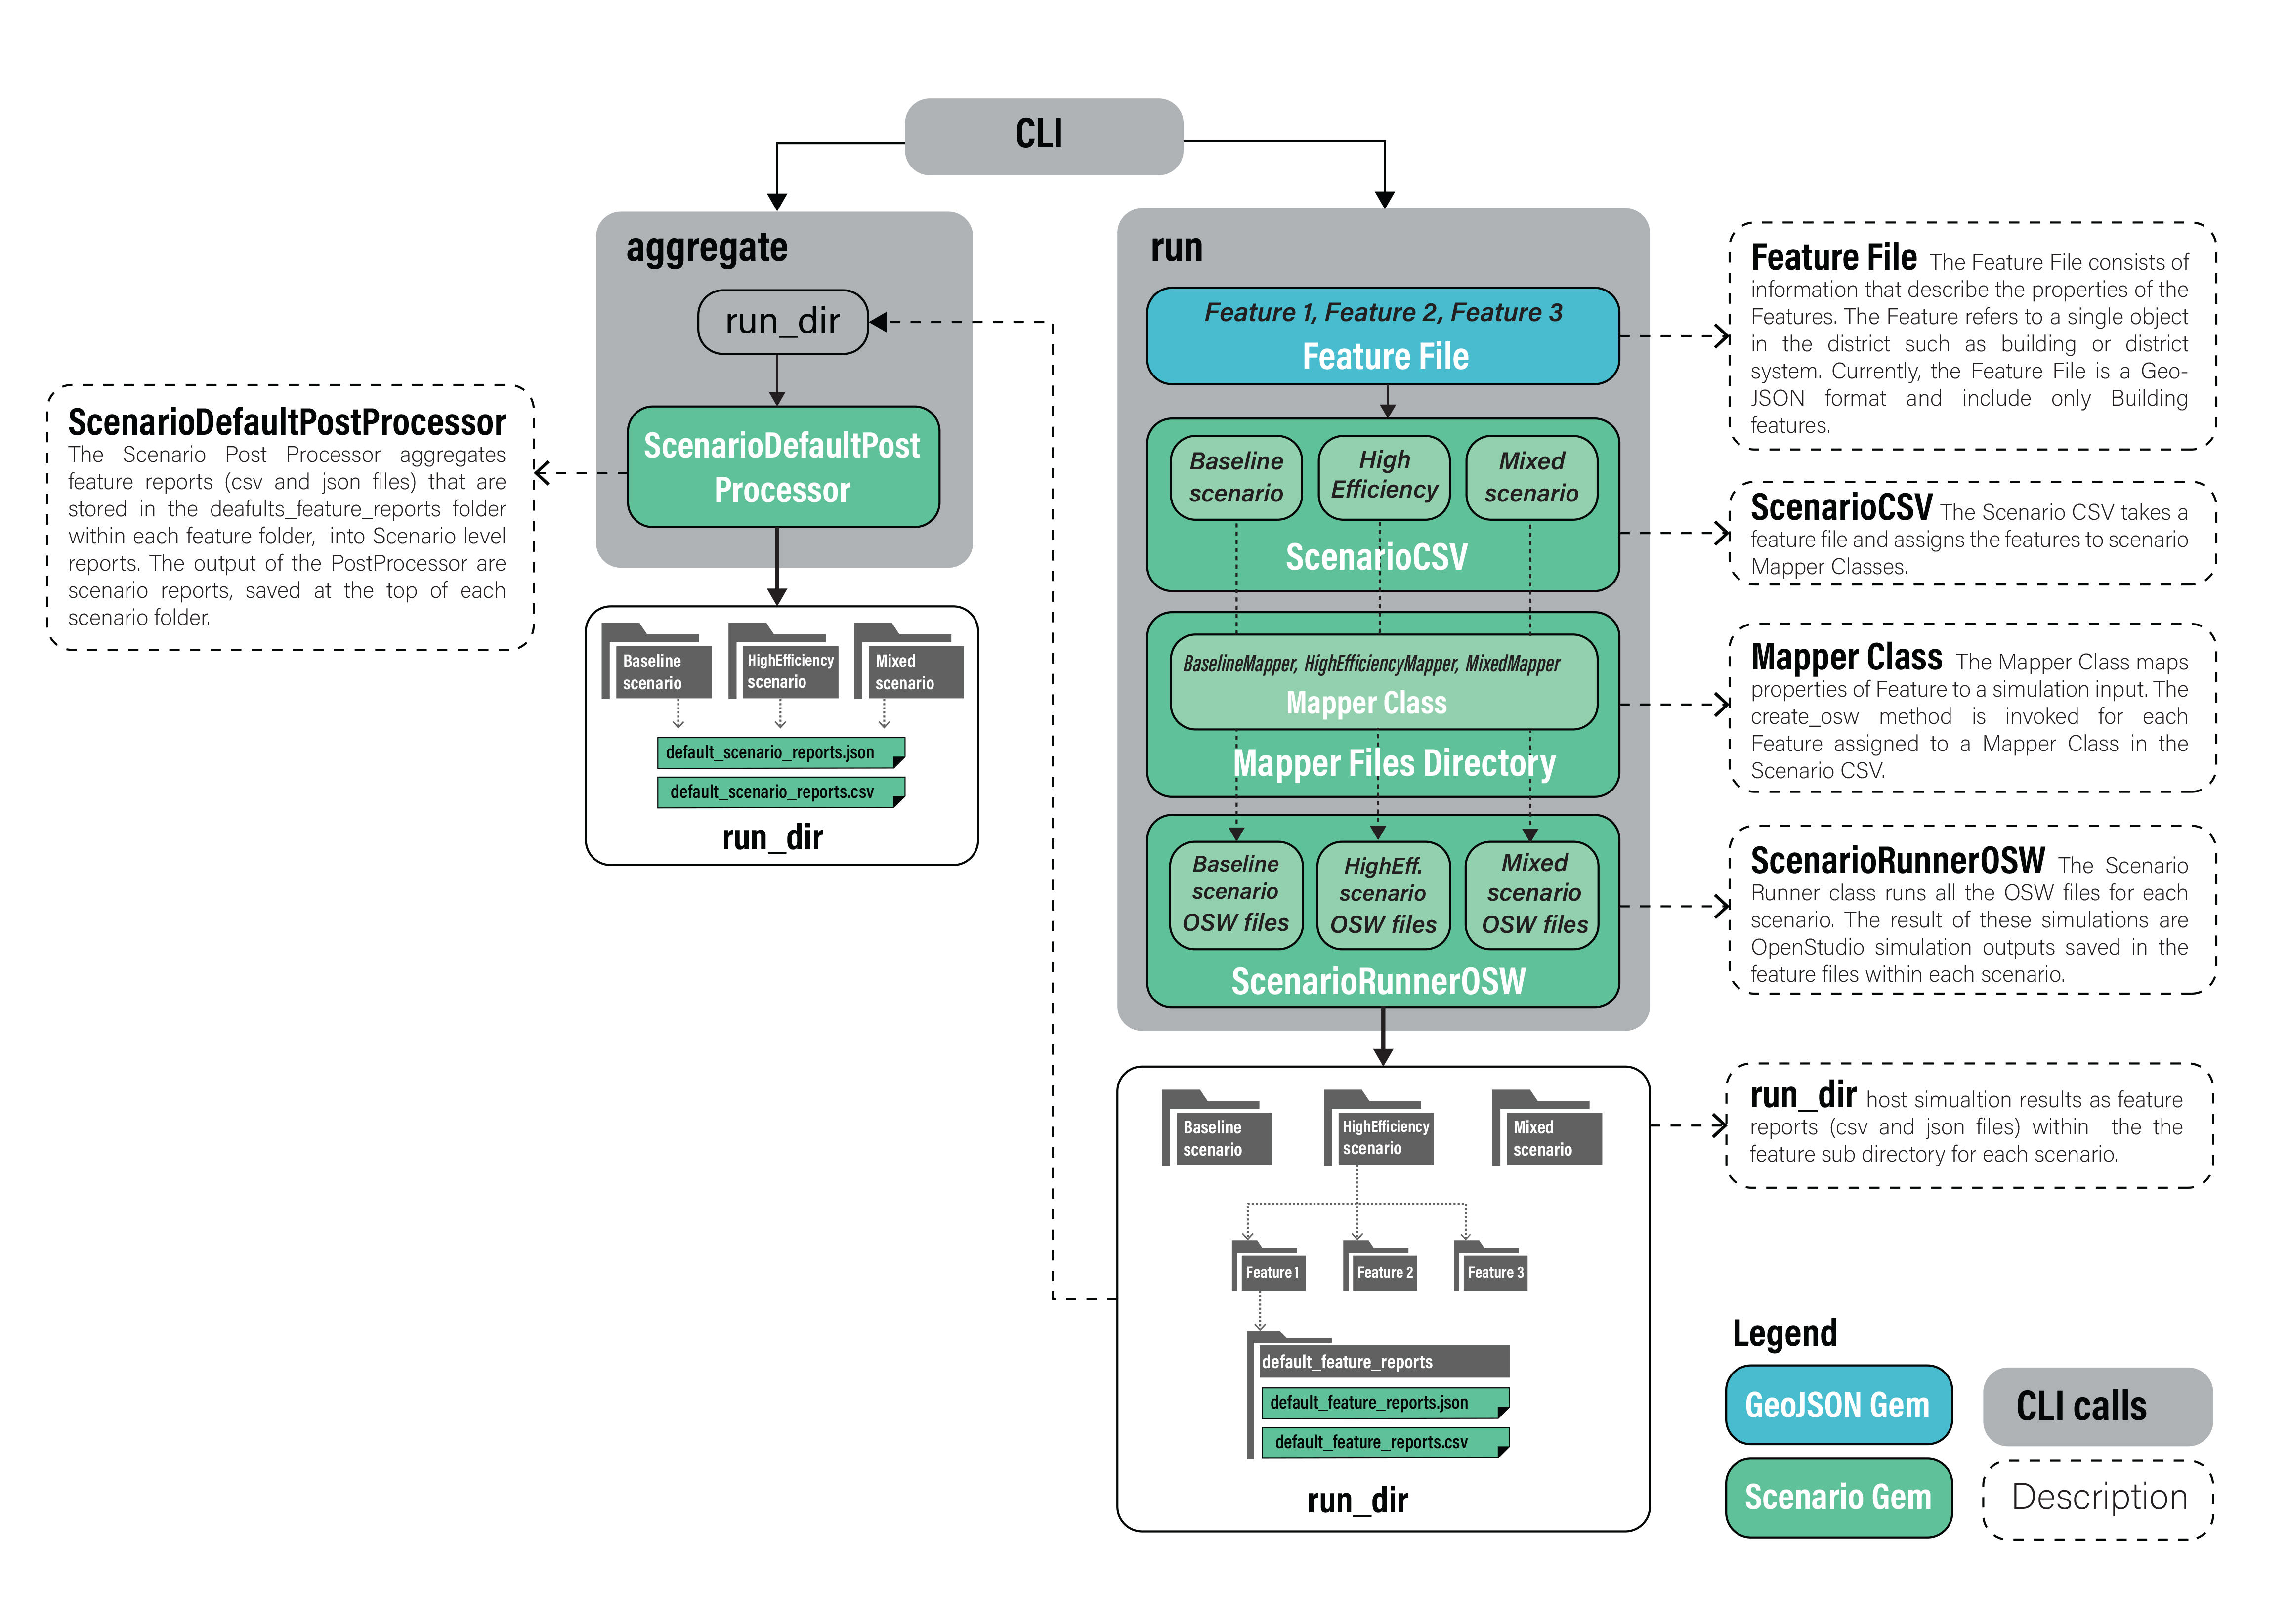 CLI
aggregate
run_dir
ScenarioDefaultPost
Processor
ScenarioDefaultPostProcessor
The Scenario Post Processor aggregates
feature reports (csv and json files) that are
stored in the deafults_feature_reports folder
within each feature folder, into Scenario level
reports. The output of the PostProcessor are
scenario reports, saved at the top of each
scenario folder.
Baseline
scenario
HighEfficiency
scenario
Mixed
scenario
default_scenario_reports.json
default_scenario_reports.csv
run_dir
run
Feature 1, Feature 2, Feature 3
Feature File
Baseline
scenario
High
Efficiency
Mixed
scenario
ScenarioCSV
BaselineMapper, HighEfficiencyMapper, MixedMapper
Mapper Class
Mapper Files Directory
Baseline
scenario
OSW files
HighEff.
scenario
OSW files
Mixed
scenario
OSW files
ScenarioRunnerOSW
Baseline
scenario
HighEfficiency
scenario
Mixed
scenario
Feature 1
Feature 2
Feature 3
default_feature_reports
default_feature_reports.json
default_feature_reports.csv
run_dir
Feature File The Feature File consists of
information that describe the properties of the
Features. The Feature refers to a single object
in the district such as building or district
system. Currently, the Feature File is a Geo-
JSON format and include only Building
features.
ScenarioCSV The Scenario CSV takes a
feature file and assigns the features to scenario
Mapper Classes.
Mapper Class The Mapper Class maps
properties of Feature to a simulation input. The
create_osw method is invoked for each
Feature assigned to a Mapper Class in the
Scenario CSV.
ScenarioRunnerOSW The Scenario
Runner class runs all the OSW files for each
scenario. The result of these simulations are
OpenStudio simulation outputs saved in the
feature files within each scenario.
run_dir host simualtion results as feature
reports (csv and json files) within the the
feature sub directory for each scenario.
Legend
GeoJSON Gem
CLI calls
Scenario Gem
Description